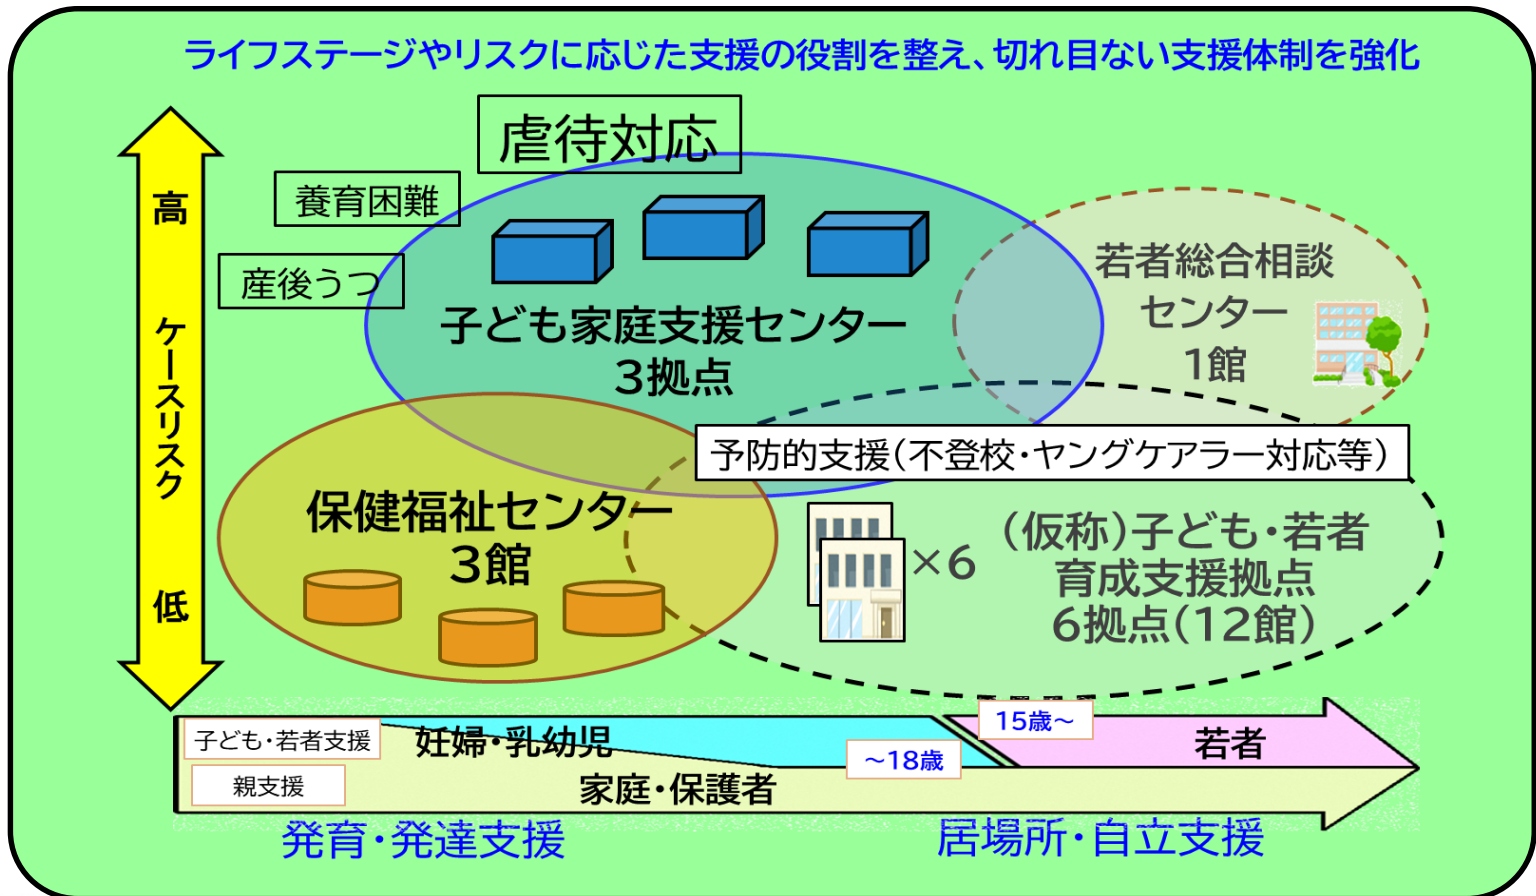 ライフステージやリスクに応じた支援の役割を整え、切れ目ない支援体制を強化
虐待対応
養育困難
産後うつ
高
ケースリスク
低
子ども家庭支援センター
3拠点
若者総合相談
センター
1館
予防的支援（不登校・ヤングケアラー対応等）
保健福祉センター
3館
×6
（仮称）子ども・若者
育成支援拠点
6拠点（12館）
子ども・若者支援
妊婦・乳幼児
～18歳
15歳～
若者
親支援
家庭・保護者
発育・発達支援
居場所・自立支援